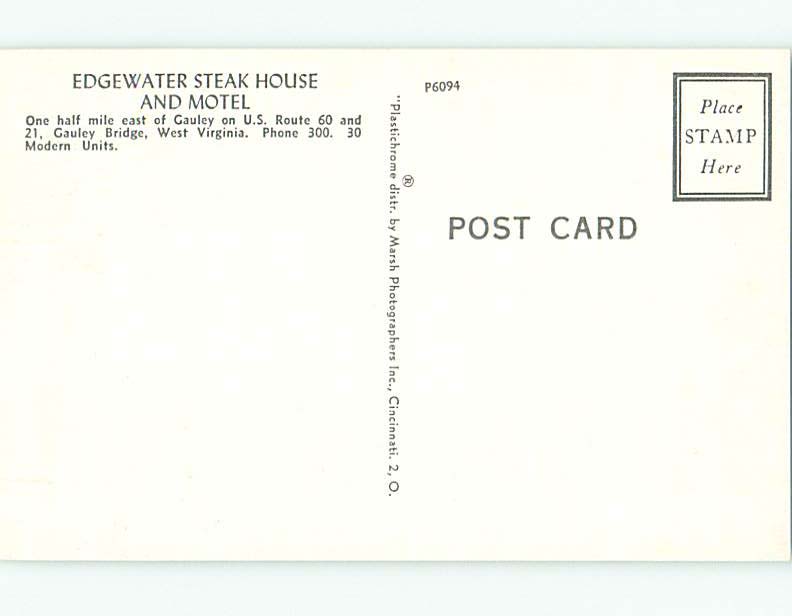 EDGEWATER STEAK HOUSE
AND MOTEL
One half mile east of Gauley on U.S. Route 60 and
21, Gauley Bridge, West Virginia. Phone 300. 30
Modern Units.
"Plastichrome distr. by Marsh Photographers Inc., Cincinnati. 2, O.
®
P6094
Place
STAMP
Here
POST CARD